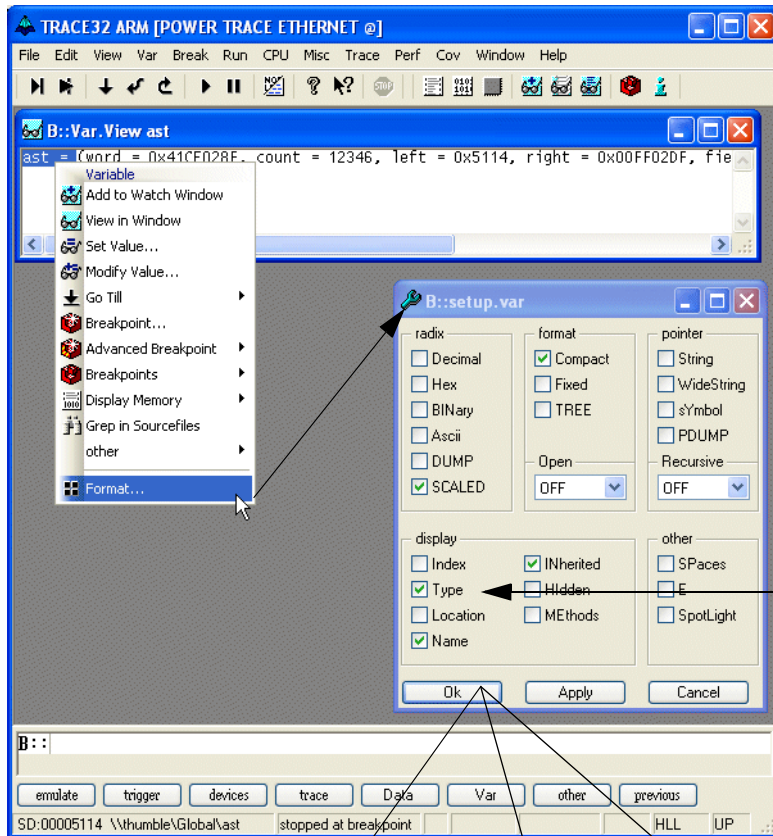 TRACE32 ARM [POWER TRACE ETHERNET @]
File Edit View Var Break Run CPU Misc Trace Perf Cov Window Help
B::Var.View ast
ast = (word = 0x41CF028F, count = 12346, left = 0x5114, right = 0x00FF02DF, fie
Variable
Add to Watch Window
View in Window
Set Value...
Modify Value...
Go Till
Breakpoint...
Advanced Breakpoint
Breakpoints
Display Memory
Grep in Sourcefiles
other
Format...
B::setup.var
radix
Decimal
Hex
BINary
Ascii
DUMP
SCALED
format
Compact
Fixed
TREE
Open
OFF
pointer
String
WideString
sYmbol
PDUMP
Recursive
OFF
display
Index
Type
Location
Name
INherited
HIdden
MEthods
other
SPaces
E
SpotLight
Ok Apply Cancel
B::
emulate trigger devices trace Data Var other previous
SD:00005114 \\thumble\Global\ast stopped at breakpoint HLL UP